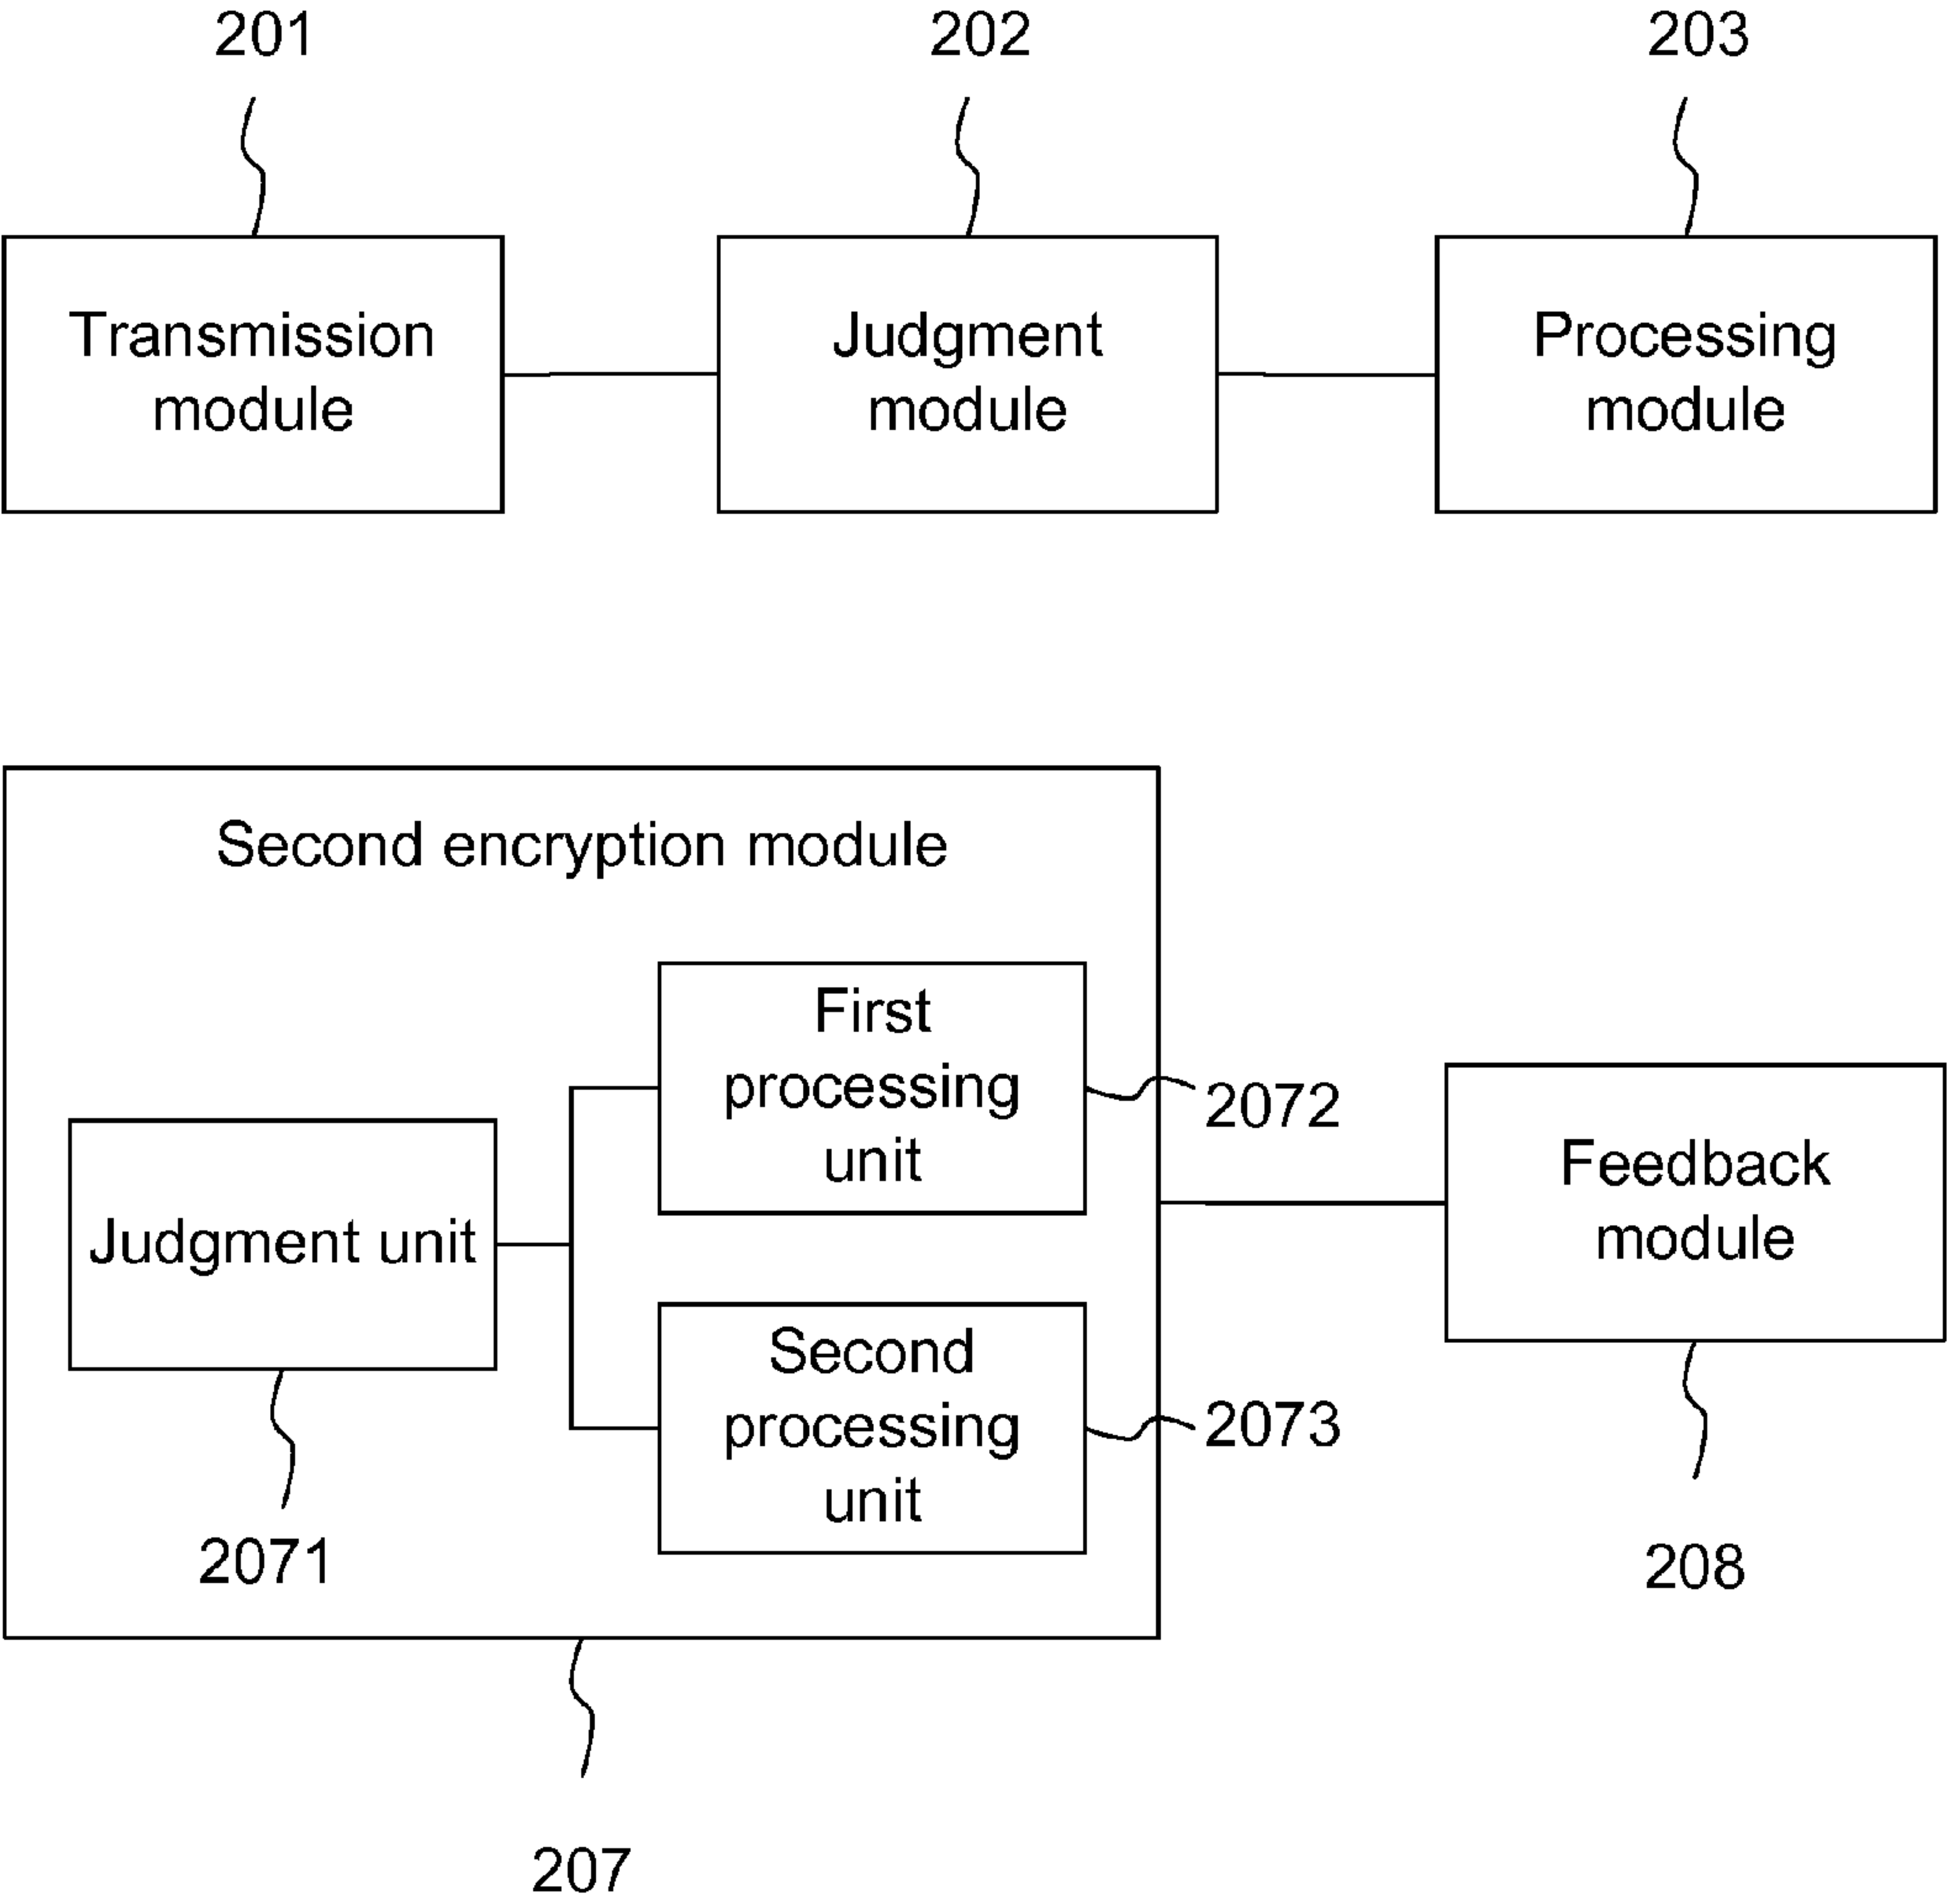 201
202
203
Transmission
module
Judgment
module
Processing
module
Second encryption module
First
processing
unit
2072
Judgment unit
Feedback
module
Second
processing
unit
2073
2071
208
207